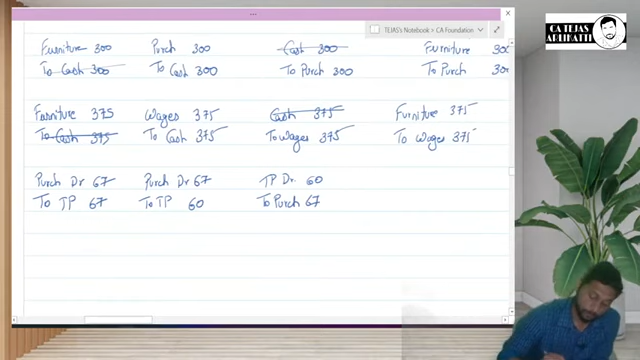 TEJAS's Notebook > CA Foundation
CA TEJAS
Furniture 300 Purch 300 Cash 300 Furniture
To Cash 300 To Cash 300 To Purch 300 To Purch
Furniture 375 Wages 375 Cash 375 Furniture 375
To Cash 375 To Cash 375 To Wages 375 To Wages 375
Purch Dr 67 Purch Dr 67 TP Dr. 60
To TP 67 To TP 60 To Purch 67